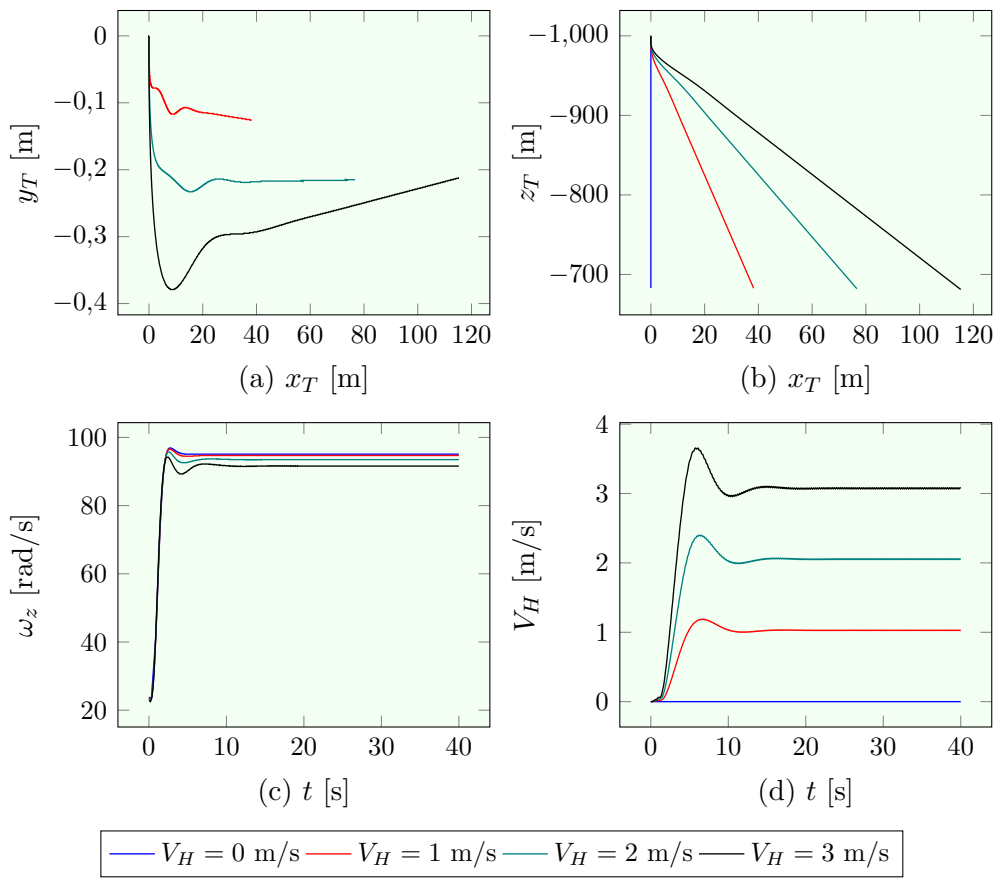 0
−0,1
−0,2
−0,3
−0,4
y_T [m]
0 20 40 60 80 100 120
(a) x_T [m]
−1,000
−900
−800
−700
z_T [m]
0 20 40 60 80 100 120
(b) x_T [m]
100
80
60
40
20
ω_z [rad/s]
0 10 20 30 40
(c) t [s]
4
3
2
1
0
V_H [m/s]
0 10 20 30 40
(d) t [s]
V_H = 0 m/s V_H = 1 m/s V_H = 2 m/s V_H = 3 m/s